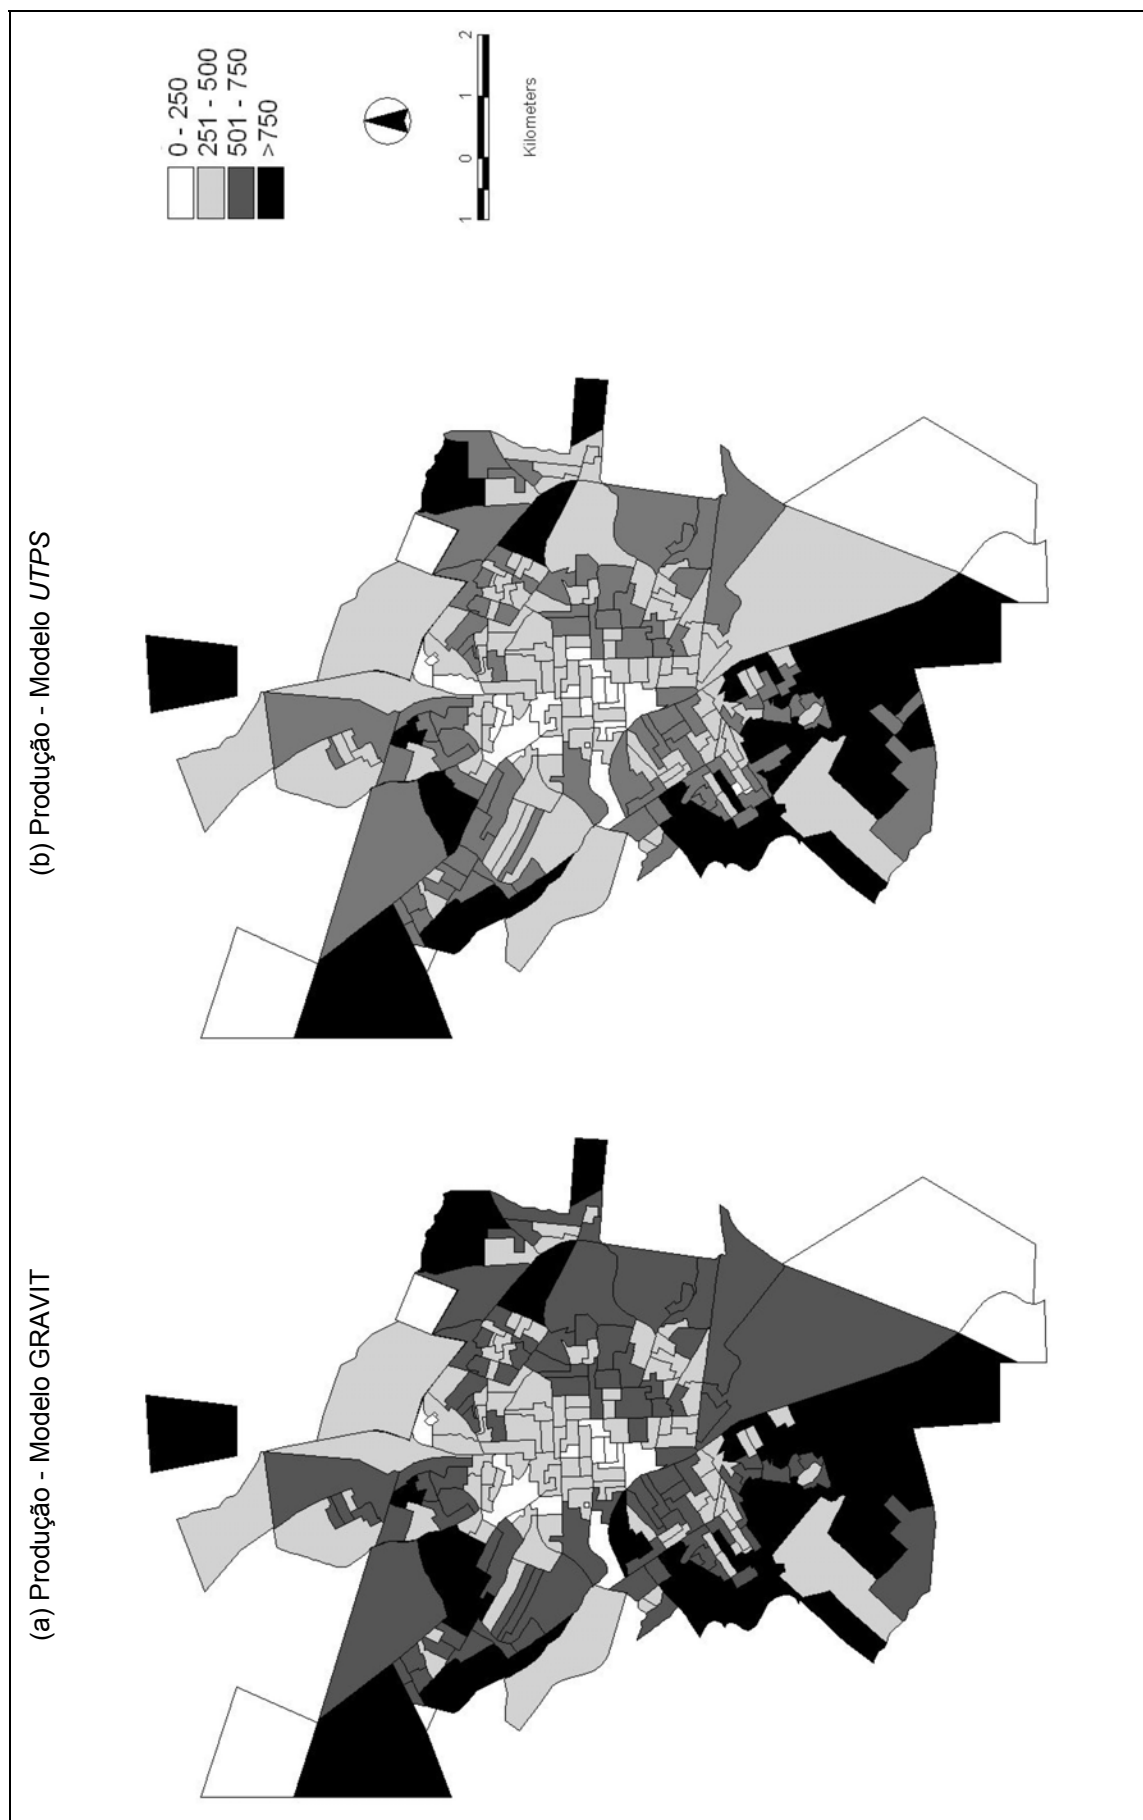 (a) Produção - Modelo GRAVIT
(b) Produção - Modelo UTPS
0 - 250
251 - 500
501 - 750
>750
1 0 1 2
Kilometers